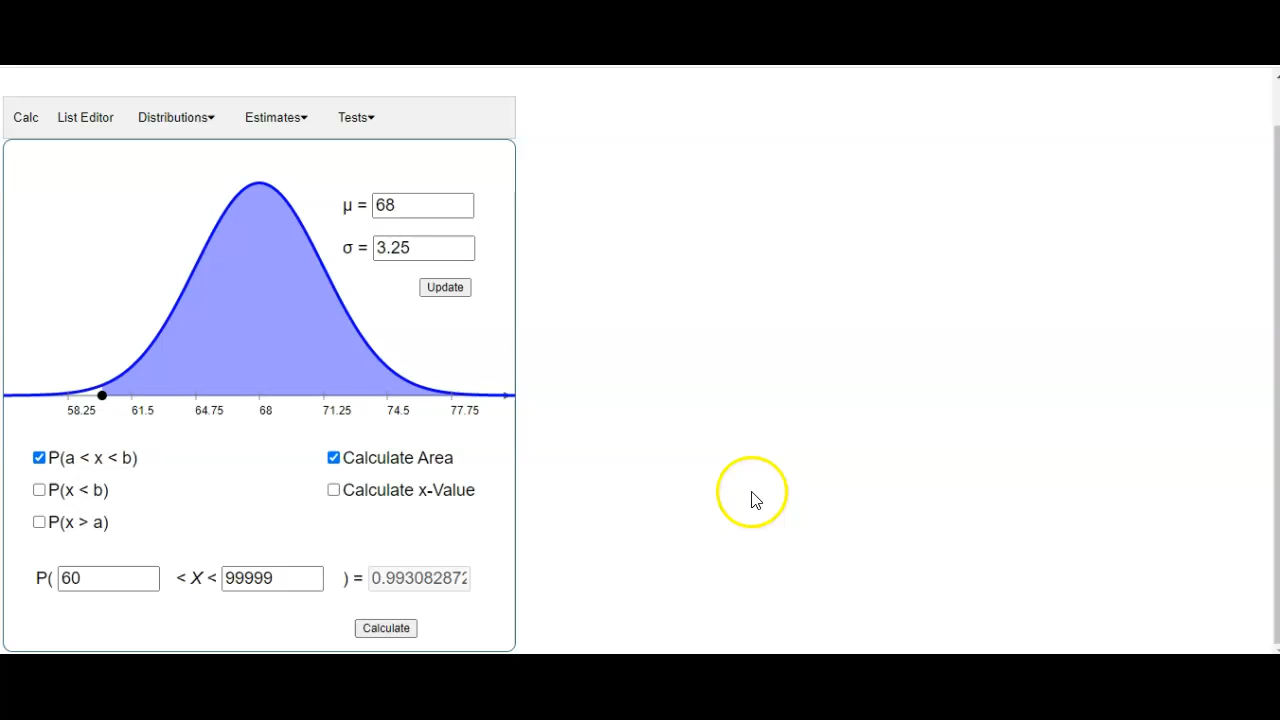 Calc List Editor Distributions Estimates Tests
μ = 68
σ = 3.25
Update
58.25 61.5 64.75 68 71.25 74.5 77.75
P(a < x < b) Calculate Area
P(x < b) Calculate x-Value
P(x > a)
P( 60 < X < 99999 ) = 0.993082872
Calculate